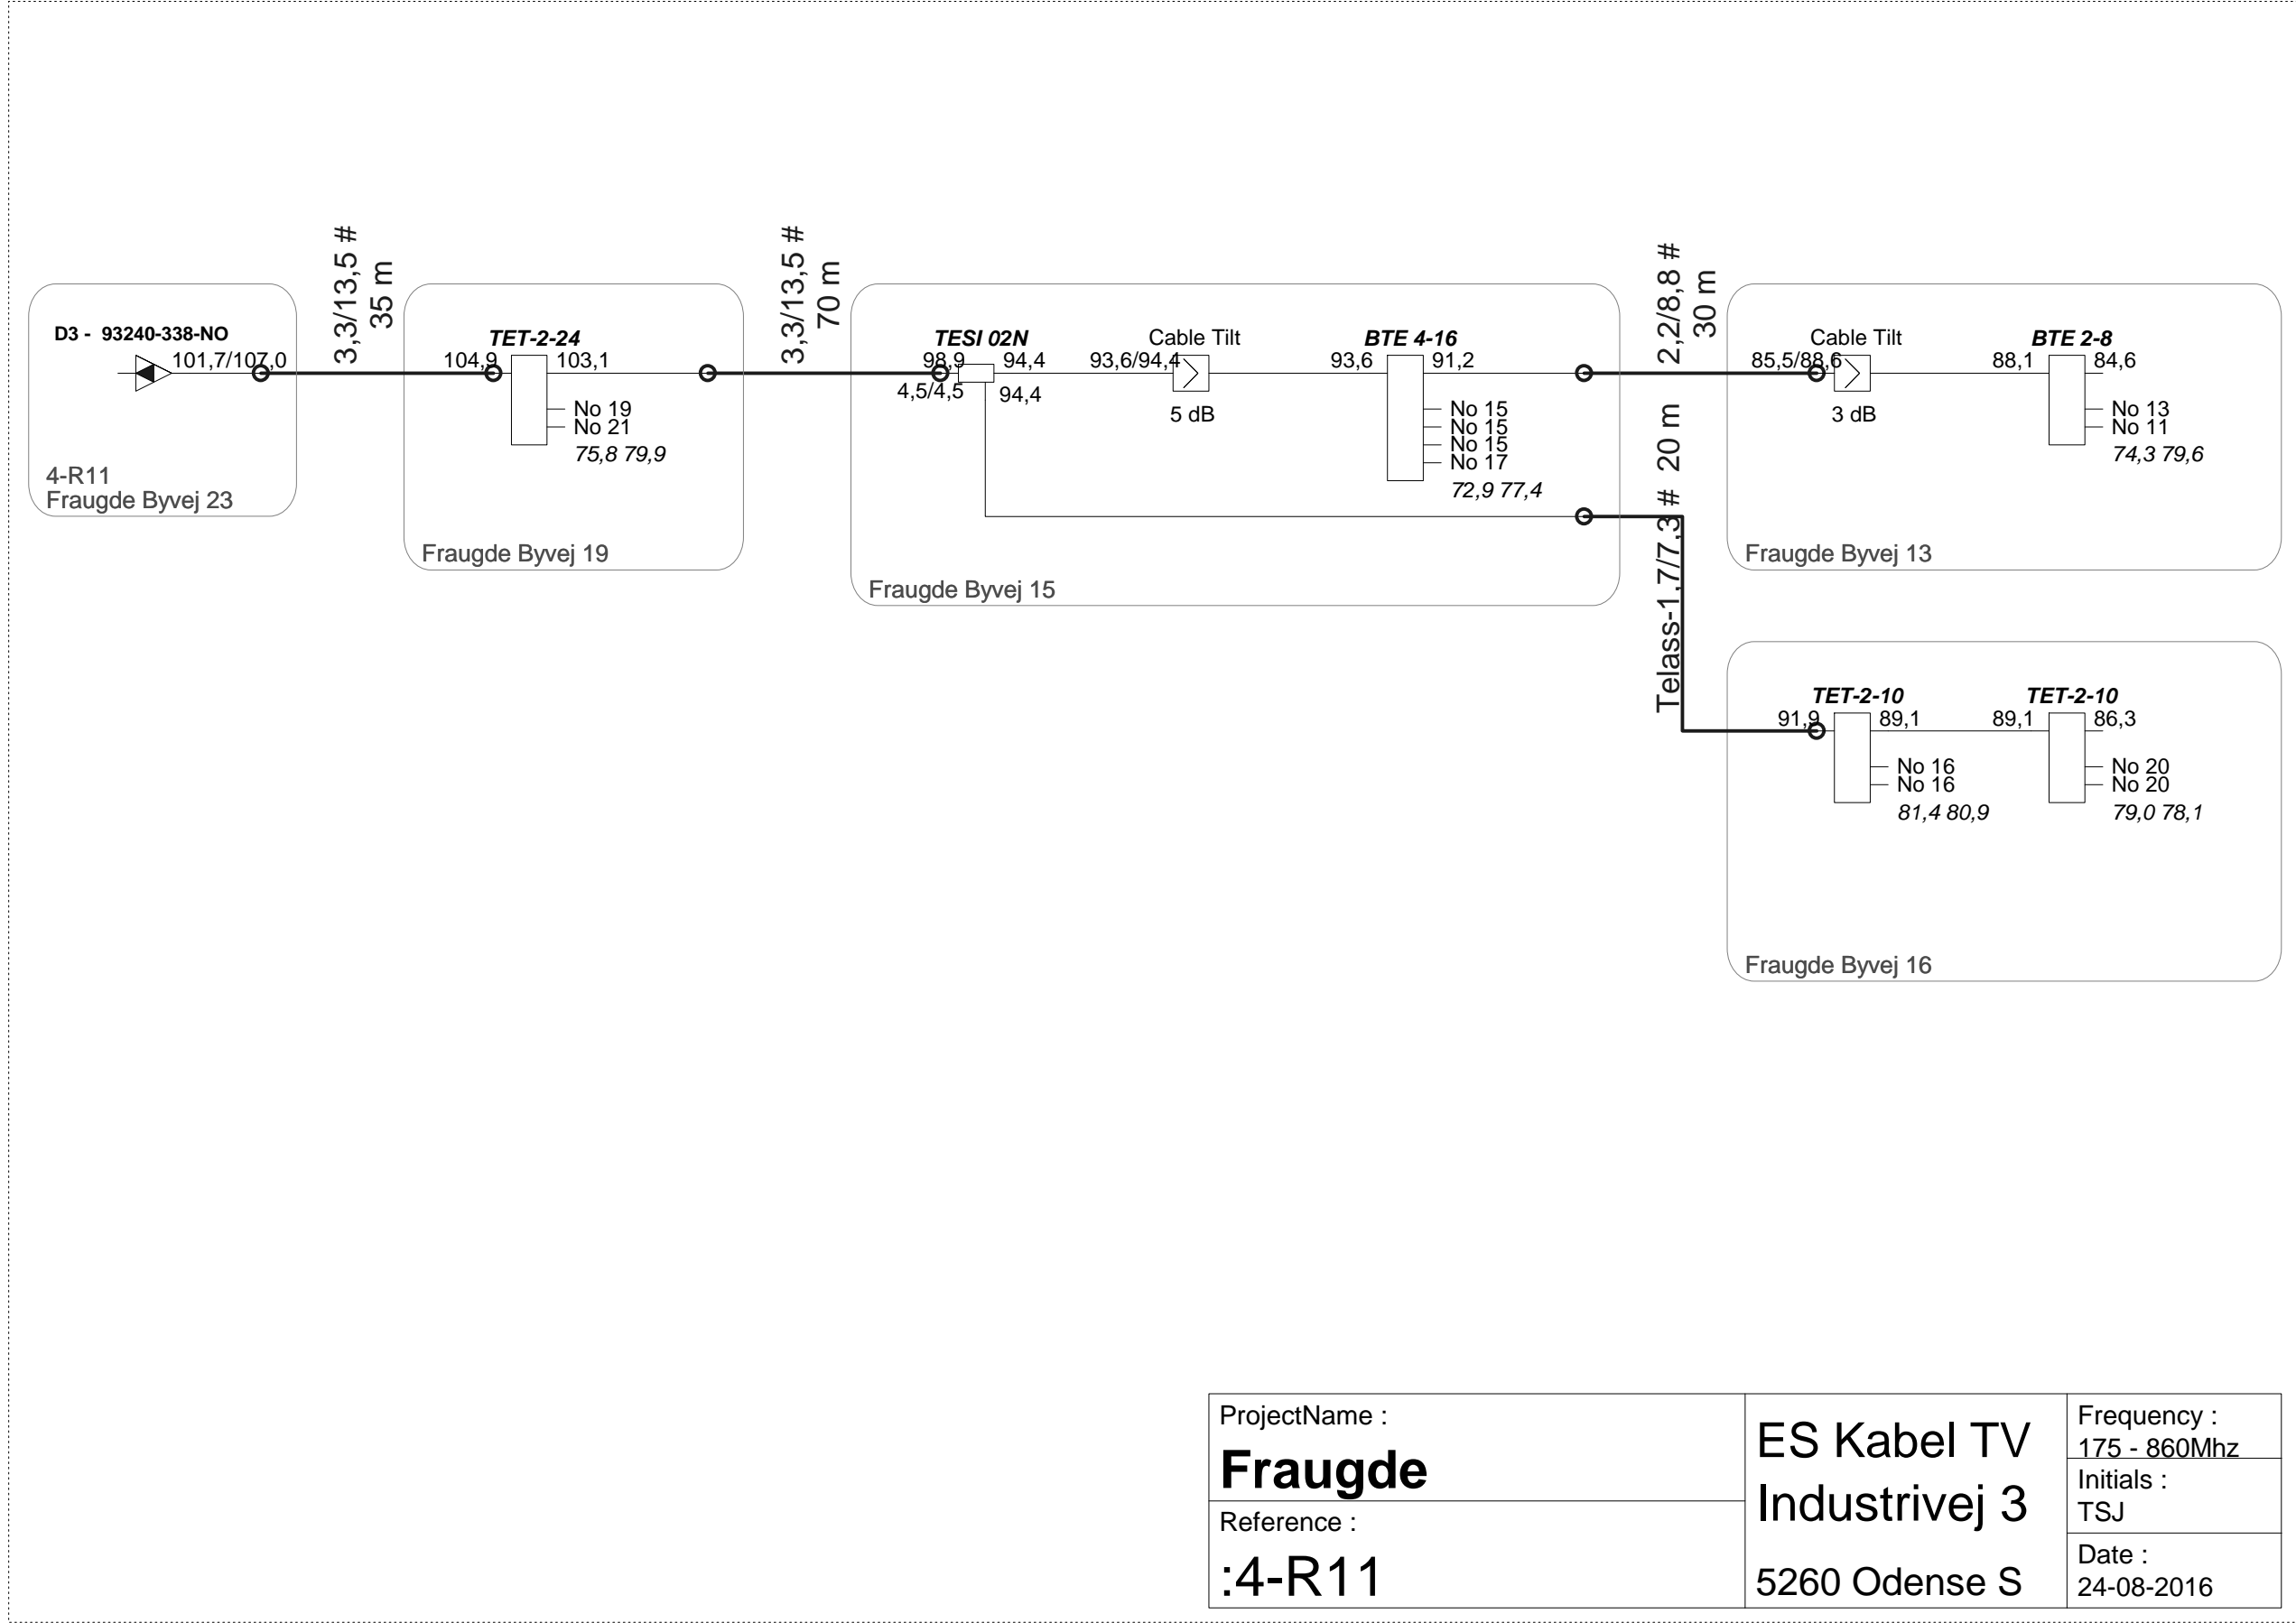 3,3/13,5 #
35 m
3,3/13,5 #
70 m
2,2/8,8 #
30 m
D3 - 93240-338-NO
101,7/107,0
4-R11
Fraugde Byvej 23
TET-2-24
104,9
103,1
No 19
No 21
75,8 79,9
Fraugde Byvej 19
TESI 02N
98,9
94,4
4,5/4,5
94,4
Cable Tilt
93,6/94,4
5 dB
BTE 4-16
93,6
91,2
No 15
No 15
No 15
No 17
72,9 77,4
Fraugde Byvej 15
Telass-1,7/7,3 # 20 m
Cable Tilt
85,5/88,6
3 dB
BTE 2-8
88,1
84,6
No 13
No 11
74,3 79,6
Fraugde Byvej 13
TET-2-10
91,9
89,1
No 16
No 16
81,4 80,9
TET-2-10
89,1
86,3
No 20
No 20
79,0 78,1
Fraugde Byvej 16
ProjectName :
Fraugde
Reference :
:4-R11
ES Kabel TV
Industrivej 3
5260 Odense S
Frequency :
175 - 860Mhz
Initials :
TSJ
Date :
24-08-2016